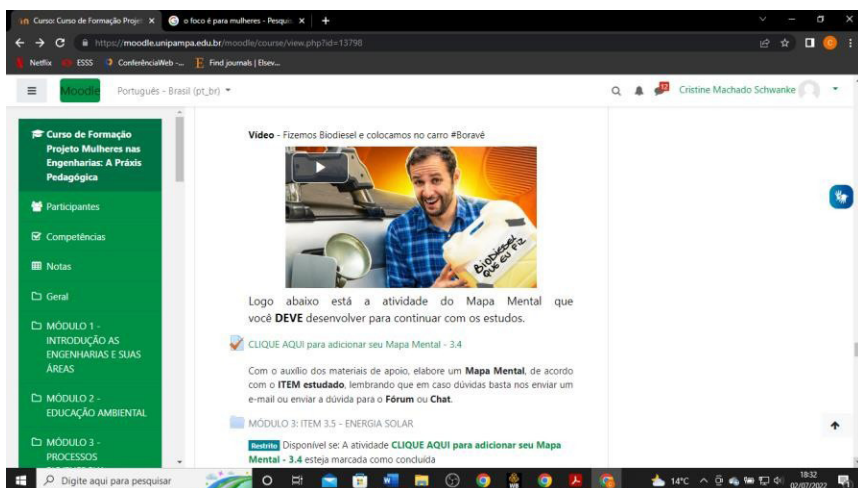 Curso: Curso de Formação Proje
o foco é para mulheres - Pesquis
https://moodle.unipampa.edu.br/moodle/course/view.php?id=13798
Netflix
ESSS
ConferênciaWeb -...
Find journals | Elsev...
Moodle
Português - Brasil (pt_br)
12
Cristine Machado Schwanke
Curso de Formação
Projeto Mulheres nas
Engenharias: A Práxis
Pedagógica
Participantes
Competências
Notas
Geral
MÓDULO 1 -
INTRODUÇÃO AS
ENGENHARIAS E SUAS
ÁREAS
MÓDULO 2 -
EDUCAÇÃO AMBIENTAL
MÓDULO 3 -
PROCESSOS
Vídeo - Fizemos Biodiesel e colocamos no carro #Boravê
BIODIESEL
QUE EU FIZ
Logo abaixo está a atividade do Mapa Mental que
você DEVE desenvolver para continuar com os estudos.
CLIQUE AQUI para adicionar seu Mapa Mental - 3.4
Com o auxílio dos materiais de apoio, elabore um Mapa Mental, de acordo
com o ITEM estudado, lembrando que em caso dúvidas basta nos enviar um
e-mail ou enviar a dúvida para o Fórum ou Chat.
MÓDULO 3: ITEM 3.5 - ENERGIA SOLAR
Restrito Disponível se: A atividade CLIQUE AQUI para adicionar seu Mapa
Mental - 3.4 esteja marcada como concluída
Digite aqui para pesquisar
14°C
18:32
02/07/2022